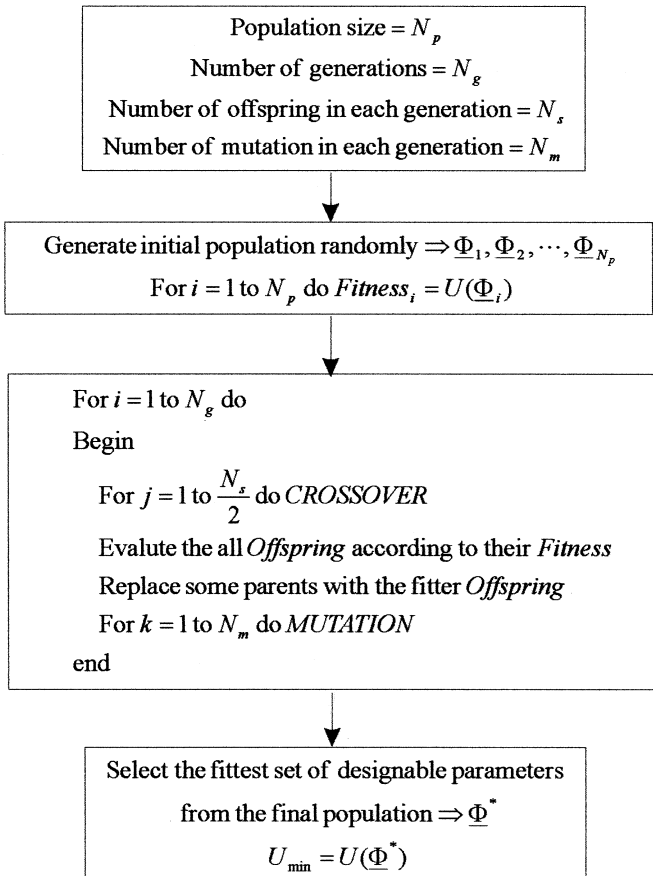 Population size = N_p
Number of generations = N_g
Number of offspring in each generation = N_s
Number of mutation in each generation = N_m
Generate initial population randomly ⇒ Φ_1, Φ_2, ⋯, Φ_{N_p}
For i = 1 to N_p do Fitness_i = U(Φ_i)
For i = 1 to N_g do
Begin
For j = 1 to N_s/2 do CROSSOVER
Evalute the all Offspring according to their Fitness
Replace some parents with the fitter Offspring
For k = 1 to N_m do MUTATION
end
Select the fittest set of designable parameters
from the final population ⇒ Φ^*
U_min = U(Φ^*)